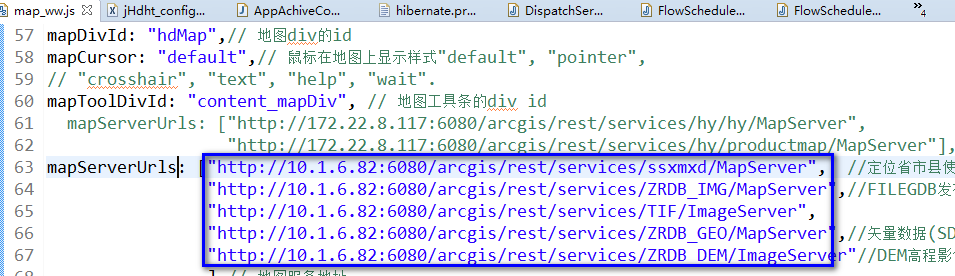 map_ww.js jHdht_config... AppAchiveCo... hibernate.pr... DispatchSer... FlowSchedule... FlowSchedule... »4
57 mapDivId: "hdMap",// 地图div的id
58 mapCursor: "default",// 鼠标在地图上显示样式"default", "pointer",
59 // "crosshair", "text", "help", "wait".
60 mapToolDivId: "content_mapDiv", // 地图工具条的div id
61 mapServerUrls: ["http://172.22.8.117:6080/arcgis/rest/services/hy/hy/MapServer",
62 "http://172.22.8.117:6080/arcgis/rest/services/hy/productmap/MapServer"],
63 mapServerUrls: ["http://10.1.6.82:6080/arcgis/rest/services/ssxmxd/MapServer", //定位省市县使
64 "http://10.1.6.82:6080/arcgis/rest/services/ZRDB_IMG/MapServer",//FILEGDB发
65 "http://10.1.6.82:6080/arcgis/rest/services/TIF/ImageServer",
66 "http://10.1.6.82:6080/arcgis/rest/services/ZRDB_GEO/MapServer",//矢量数据(SD
67 "http://10.1.6.82:6080/arcgis/rest/services/ZRDB_DEM/ImageServer"//DEM高程影
68 ], // 地图服务地址